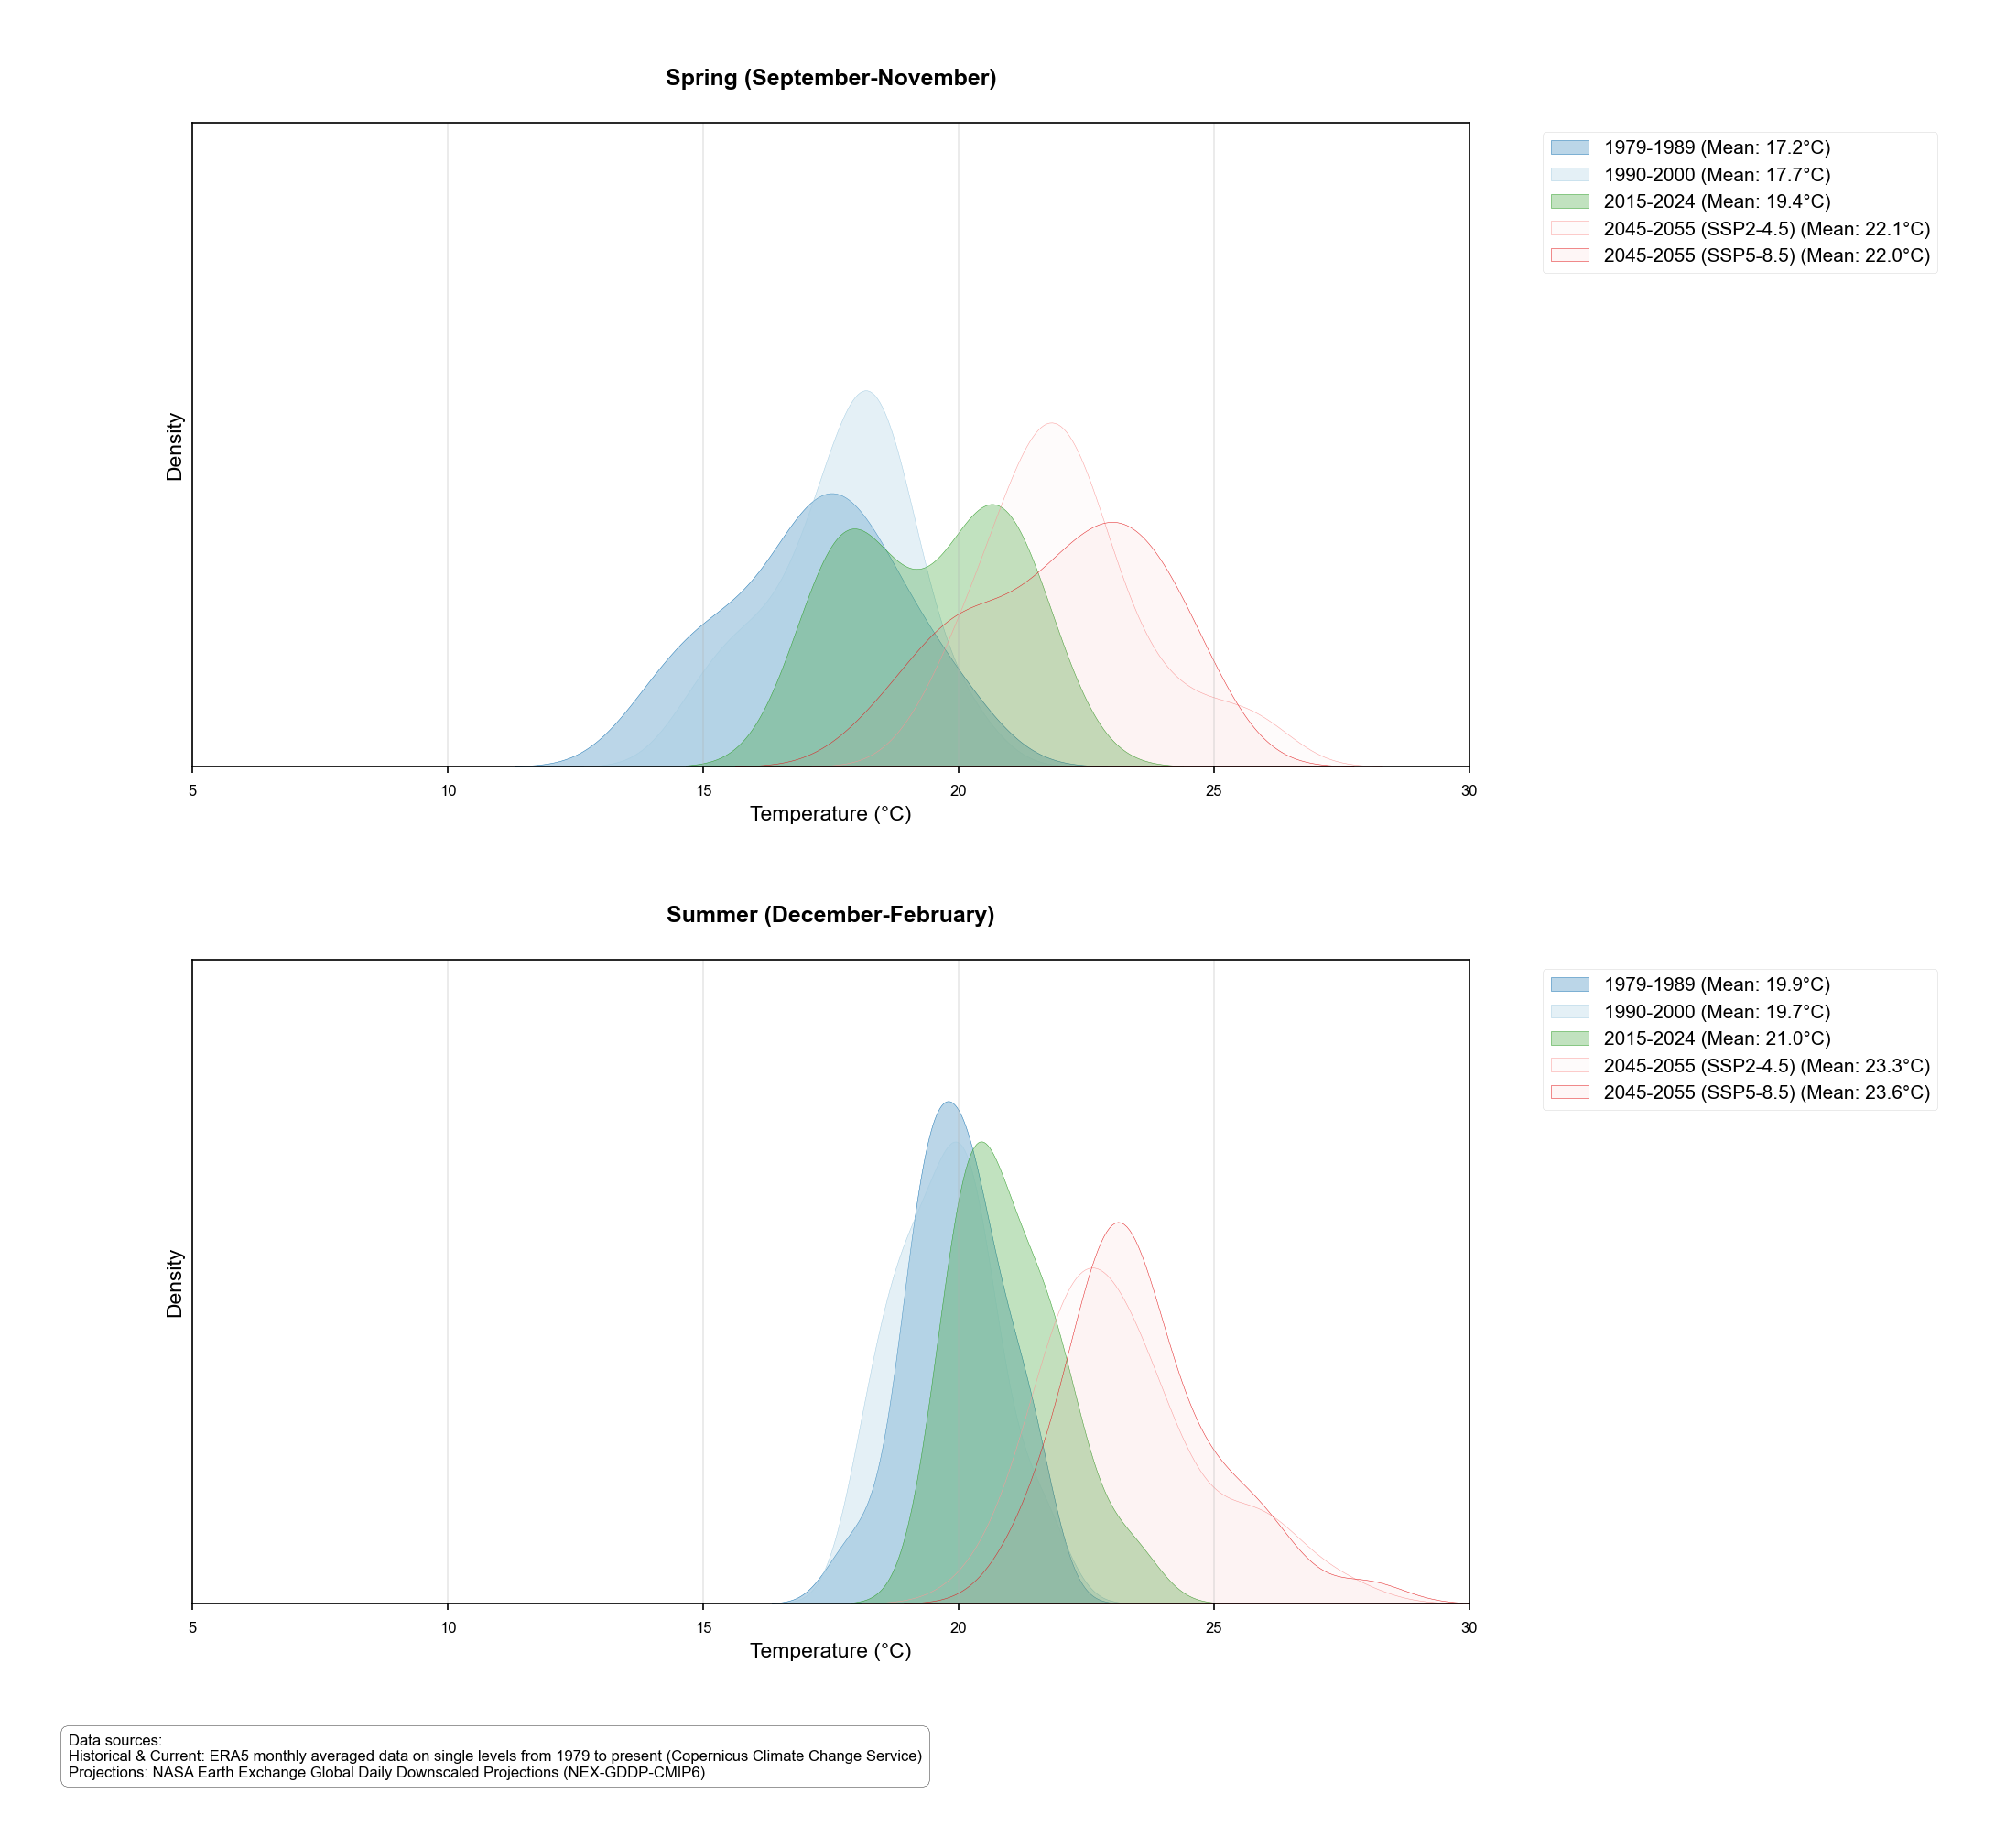 Spring (September-November)
1979-1989 (Mean: 17.2°C)
1990-2000 (Mean: 17.7°C)
2015-2024 (Mean: 19.4°C)
2045-2055 (SSP2-4.5) (Mean: 22.1°C)
2045-2055 (SSP5-8.5) (Mean: 22.0°C)
Density
5 10 15 20 25 30
Temperature (°C)
Summer (December-February)
1979-1989 (Mean: 19.9°C)
1990-2000 (Mean: 19.7°C)
2015-2024 (Mean: 21.0°C)
2045-2055 (SSP2-4.5) (Mean: 23.3°C)
2045-2055 (SSP5-8.5) (Mean: 23.6°C)
Density
5 10 15 20 25 30
Temperature (°C)
Data sources:
Historical & Current: ERA5 monthly averaged data on single levels from 1979 to present (Copernicus Climate Change Service)
Projections: NASA Earth Exchange Global Daily Downscaled Projections (NEX-GDDP-CMIP6)